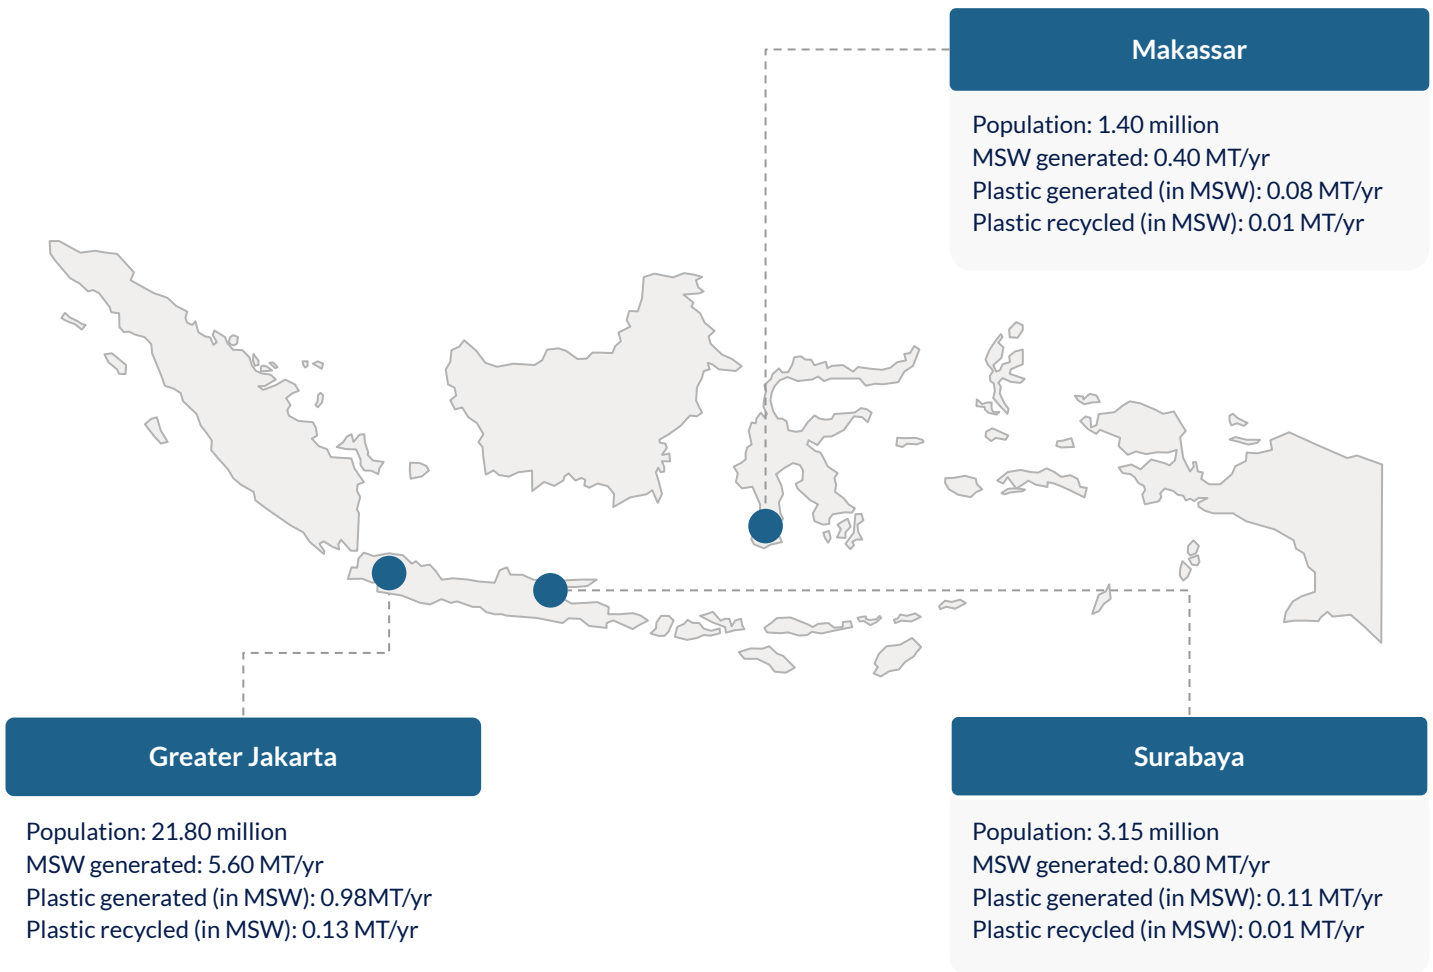 Makassar
Population: 1.40 million
MSW generated: 0.40 MT/yr
Plastic generated (in MSW): 0.08 MT/yr
Plastic recycled (in MSW): 0.01 MT/yr
Greater Jakarta
Population: 21.80 million
MSW generated: 5.60 MT/yr
Plastic generated (in MSW): 0.98MT/yr
Plastic recycled (in MSW): 0.13 MT/yr
Surabaya
Population: 3.15 million
MSW generated: 0.80 MT/yr
Plastic generated (in MSW): 0.11 MT/yr
Plastic recycled (in MSW): 0.01 MT/yr